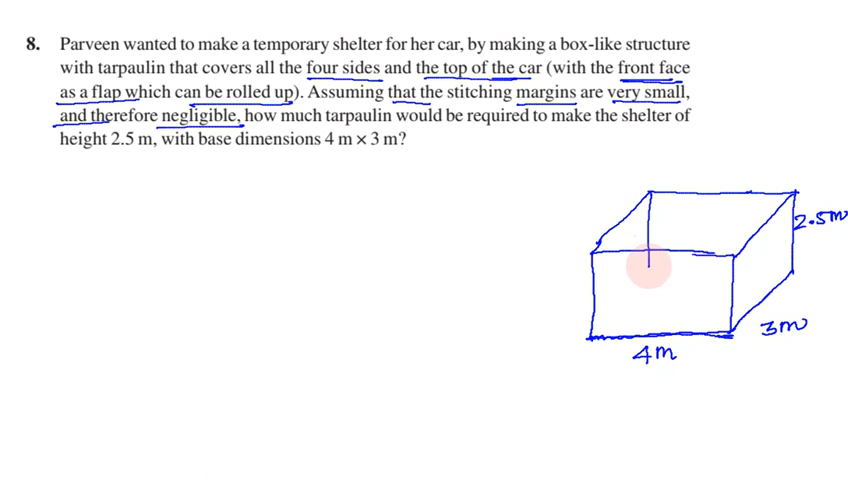 8. Parveen wanted to make a temporary shelter for her car, by making a box-like structure
with tarpaulin that covers all the four sides and the top of the car (with the front face
as a flap which can be rolled up). Assuming that the stitching margins are very small,
and therefore negligible, how much tarpaulin would be required to make the shelter of
height 2.5 m, with base dimensions 4 m × 3 m?
2.5m
3m
4m